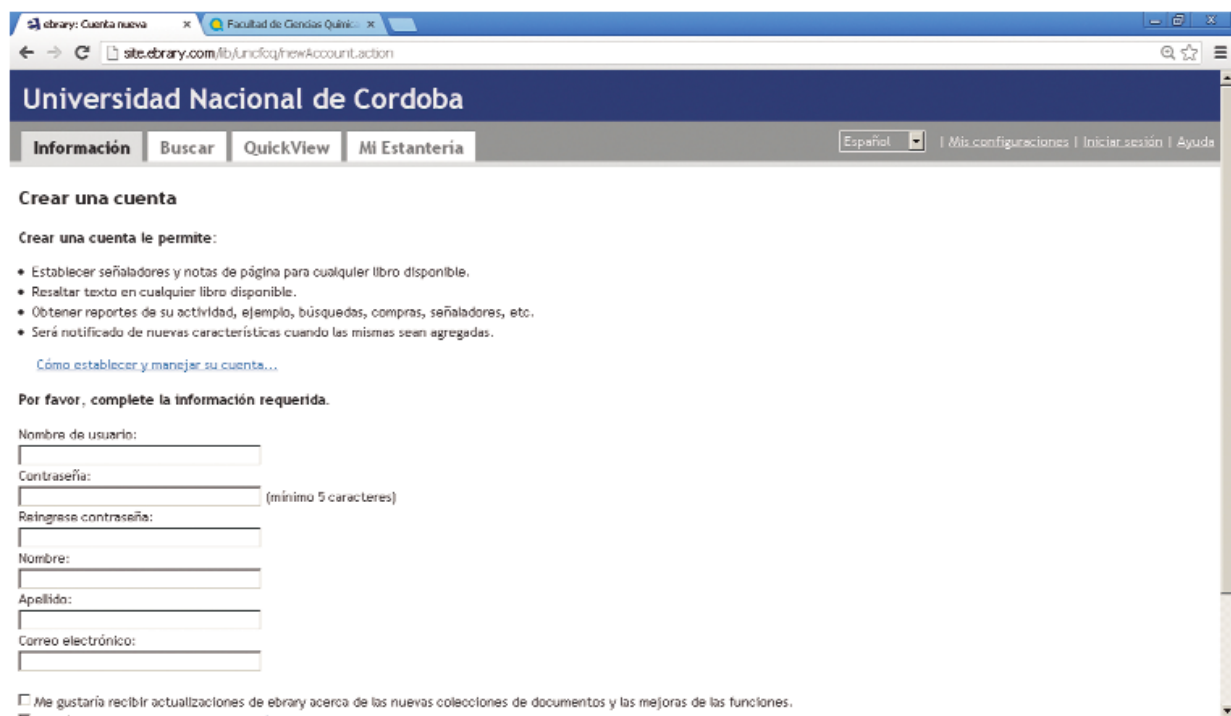 ebrary: Cuenta nueva
Facultad de Ciencias Químic
site.ebrary.com/lib/uncfcq/newAccount.action
Universidad Nacional de Cordoba
Información Buscar QuickView Mi Estanteria Español | Mis configuraciones | Iniciar sesión | Ayuda
Crear una cuenta
Crear una cuenta le permite:
• Establecer señaladores y notas de página para cualquier libro disponible.
• Resaltar texto en cualquier libro disponible.
• Obtener reportes de su actividad, ejemplo, búsquedas, compras, señaladores, etc.
• Será notificado de nuevas características cuando las mismas sean agregadas.
Cómo establecer y manejar su cuenta...
Por favor, complete la información requerida.
Nombre de usuario:
Contraseña:
(mínimo 5 caracteres)
Reingrese contraseña:
Nombre:
Apellido:
Correo electrónico:
Me gustaría recibir actualizaciones de ebrary acerca de las nuevas colecciones de documentos y las mejoras de las funciones.